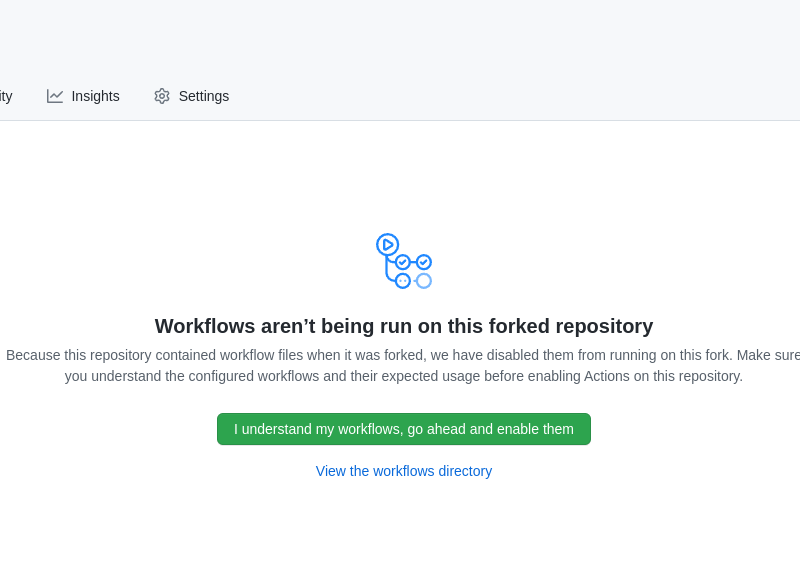 ity Insights Settings
Workflows aren’t being run on this forked repository
Because this repository contained workflow files when it was forked, we have disabled them from running on this fork. Make sure
you understand the configured workflows and their expected usage before enabling Actions on this repository.
I understand my workflows, go ahead and enable them
View the workflows directory